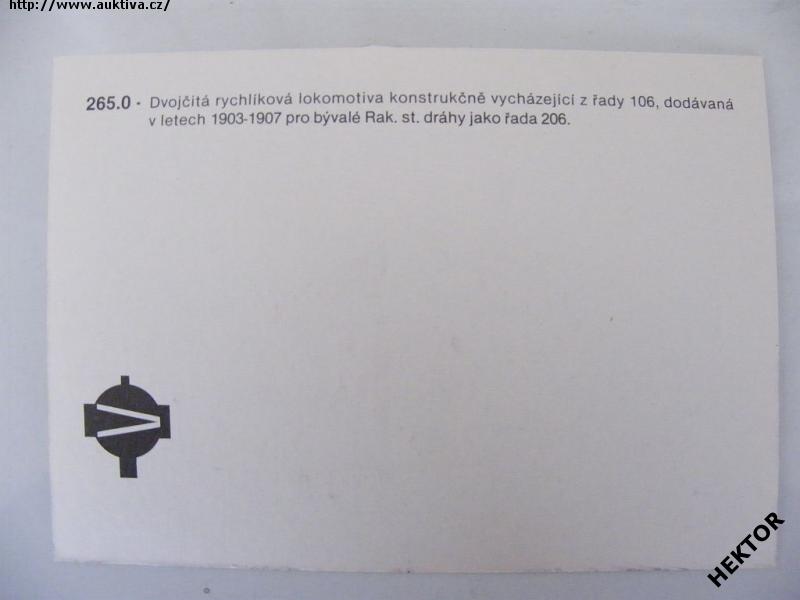 http://www.auktiva.cz/
265.0 - Dvojčitá rychlíková lokomotiva konstrukčně vycházející z řady 106, dodávaná
v letech 1903-1907 pro bývalé Rak. st. dráhy jako řada 206.
HEKTOR